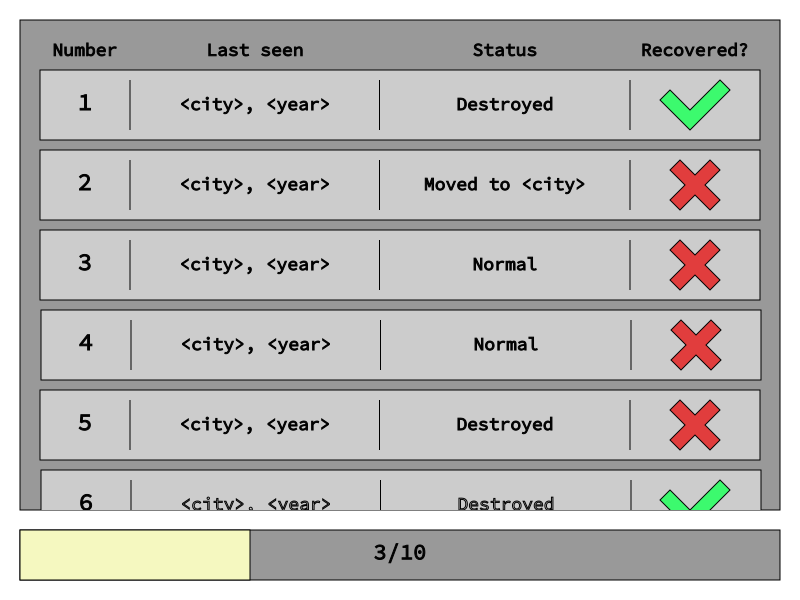 Number Last seen Status Recovered?
1 <city>, <year> Destroyed
2 <city>, <year> Moved to <city>
3 <city>, <year> Normal
4 <city>, <year> Normal
5 <city>, <year> Destroyed
6 <city>, <year> Destroyed
3/10